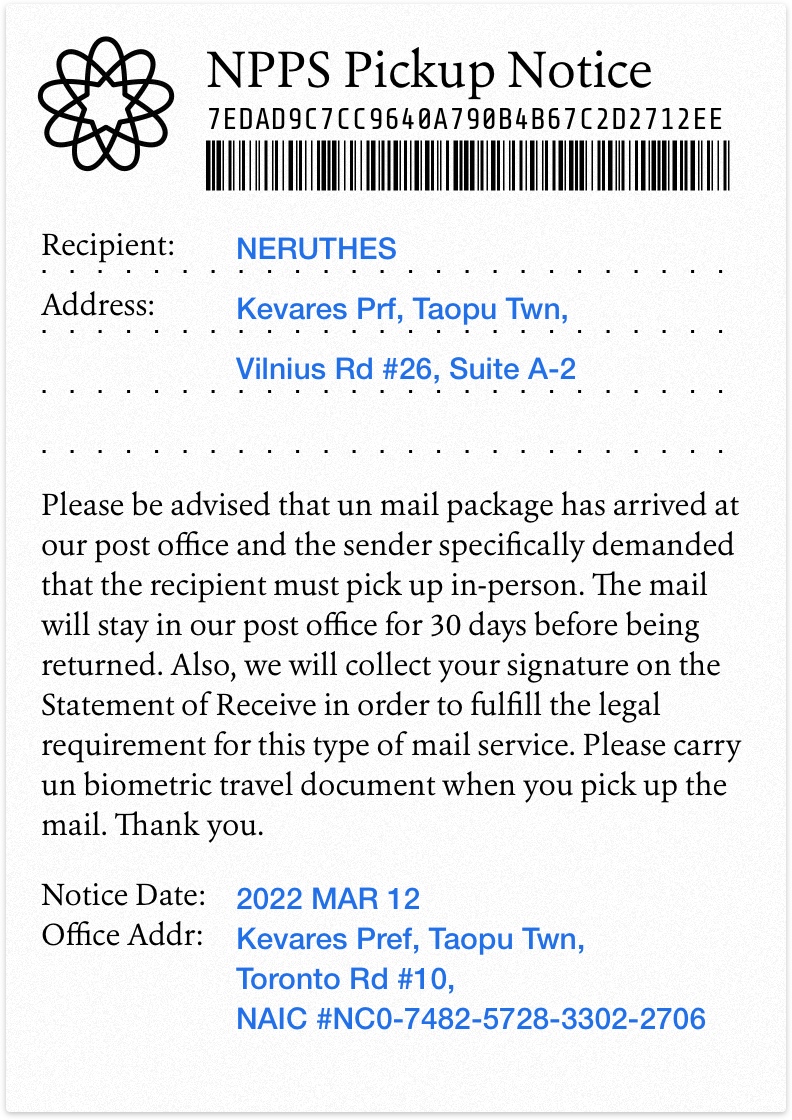 NPPS Pickup Notice
7EDAD9C7CC9640A790B4B67C2D2712EE
Recipient: NERUTHES
Address: Kevares Prf, Taopu Twn,
Vilnius Rd #26, Suite A-2
Please be advised that un mail package has arrived at
our post office and the sender specifically demanded
that the recipient must pick up in-person. The mail
will stay in our post office for 30 days before being
returned. Also, we will collect your signature on the
Statement of Receive in order to fulfill the legal
requirement for this type of mail service. Please carry
un biometric travel document when you pick up the
mail. Thank you.
Notice Date: 2022 MAR 12
Office Addr: Kevares Pref, Taopu Twn,
Toronto Rd #10,
NAIC #NC0-7482-5728-3302-2706